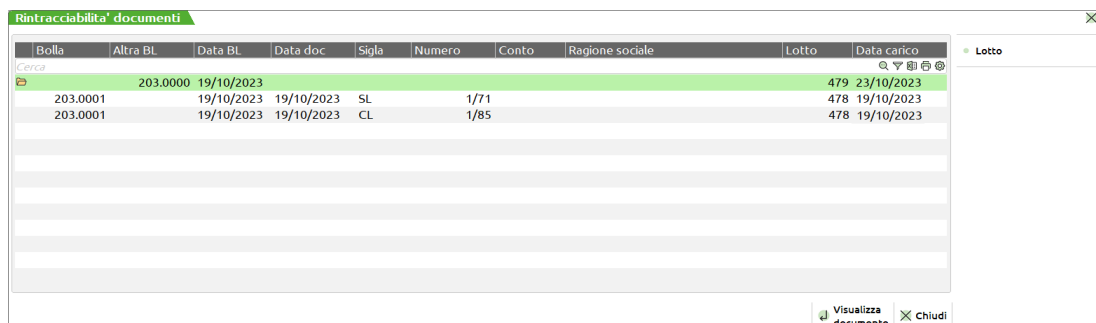 Rintracciabilita' documenti
Bolla Altra BL Data BL Data doc Sigla Numero Conto Ragione sociale Lotto Data carico
Lotto
Cerca
203.0000 19/10/2023 479 23/10/2023
203.0001 19/10/2023 19/10/2023 SL 1/71 478 19/10/2023
203.0001 19/10/2023 19/10/2023 CL 1/85 478 19/10/2023
Visualizza documento
Chiudi